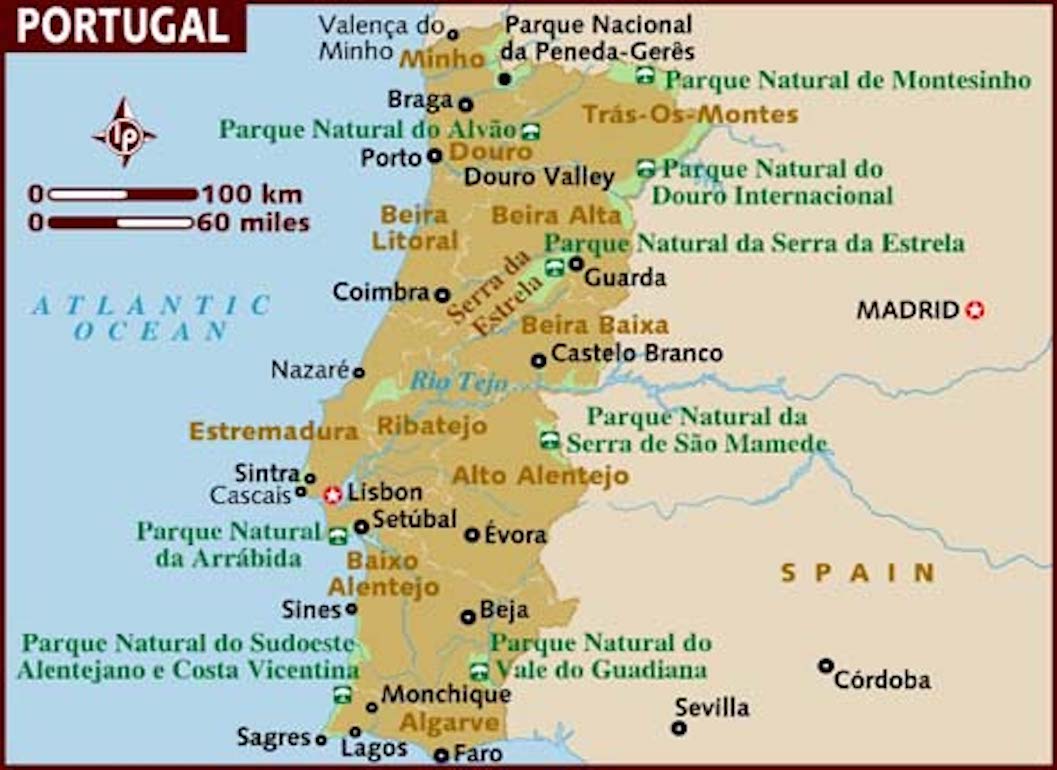 PORTUGAL
Valença do
Minho
Parque Nacional
da Peneda-Gerês
Minho
Parque Natural de Montesinho
Braga
Trás-Os-Montes
Parque Natural do Alvão
lp
Porto
Douro
Douro Valley
Parque Natural do
Douro Internacional
0 100 km
0 60 miles
Beira
Litoral
Beira Alta
Parque Natural da Serra da Estrela
Serra da
Estrela
Guarda
Coimbra
ATLANTIC
OCEAN
MADRID
Beira Baixa
Castelo Branco
Nazaré
Rio Tejo
Parque Natural da
Serra de São Mamede
Estremadura
Ribatejo
Sintra
Alto Alentejo
Cascais
Lisbon
Setúbal
Parque Natural
da Arrábida
Évora
Baixo
Alentejo
SPAIN
Sines
Beja
Parque Natural do Sudoeste
Alentejano e Costa Vicentina
Parque Natural do
Vale do Guadiana
Córdoba
Monchique
Algarve
Sevilla
Sagres
Lagos
Faro